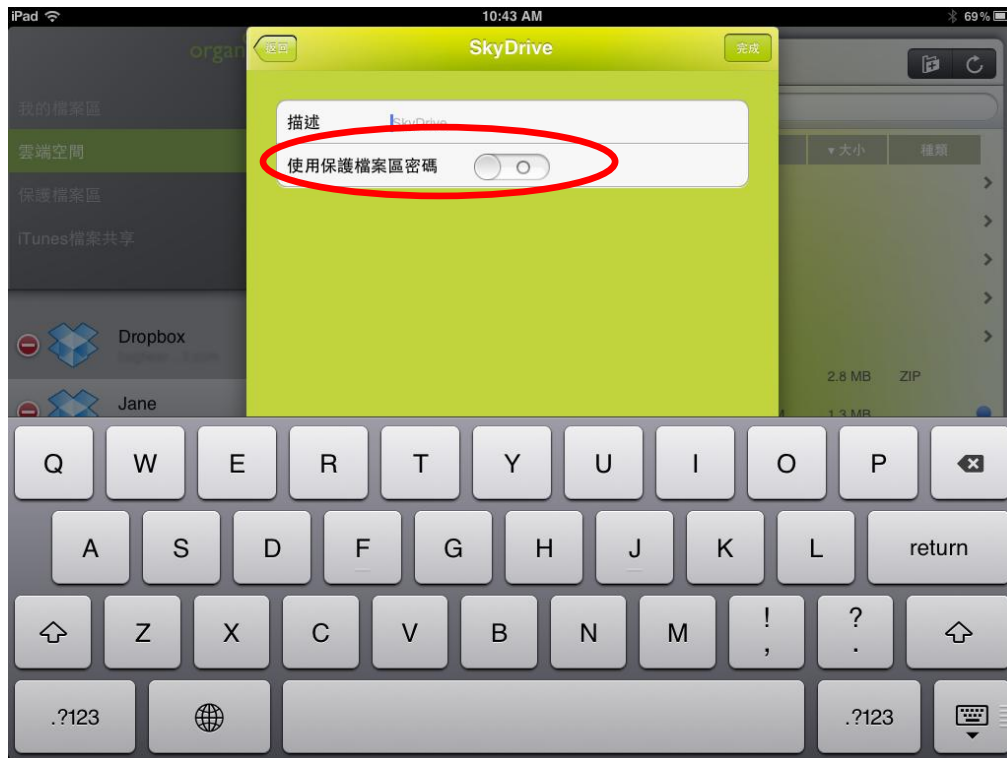 iPad 10:43 AM 69%
organ
返回 SkyDrive 完成
我的檔案區
描述 SkyDrive
雲端空間
▾大小 種類
使用保護檔案區密碼
保護檔案區
iTunes檔案共享
Dropbox
2.8 MB ZIP
Jane
1.3 MB
Q W E R T Y U I O P
A S D F G H J K L return
Z X C V B N M ! , ? .
.?123 .?123